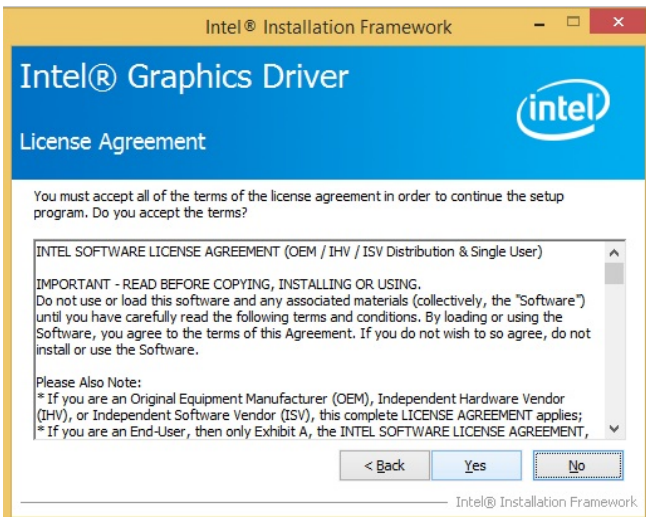 Intel® Installation Framework
Intel® Graphics Driver
intel
License Agreement
You must accept all of the terms of the license agreement in order to continue the setup
program. Do you accept the terms?
INTEL SOFTWARE LICENSE AGREEMENT (OEM / IHV / ISV Distribution & Single User)
IMPORTANT - READ BEFORE COPYING, INSTALLING OR USING.
Do not use or load this software and any associated materials (collectively, the "Software")
until you have carefully read the following terms and conditions. By loading or using the
Software, you agree to the terms of this Agreement. If you do not wish to so agree, do not
install or use the Software.
Please Also Note:
* If you are an Original Equipment Manufacturer (OEM), Independent Hardware Vendor
(IHV), or Independent Software Vendor (ISV), this complete LICENSE AGREEMENT applies;
* If you are an End-User, then only Exhibit A, the INTEL SOFTWARE LICENSE AGREEMENT,
< Back Yes No
Intel® Installation Framework